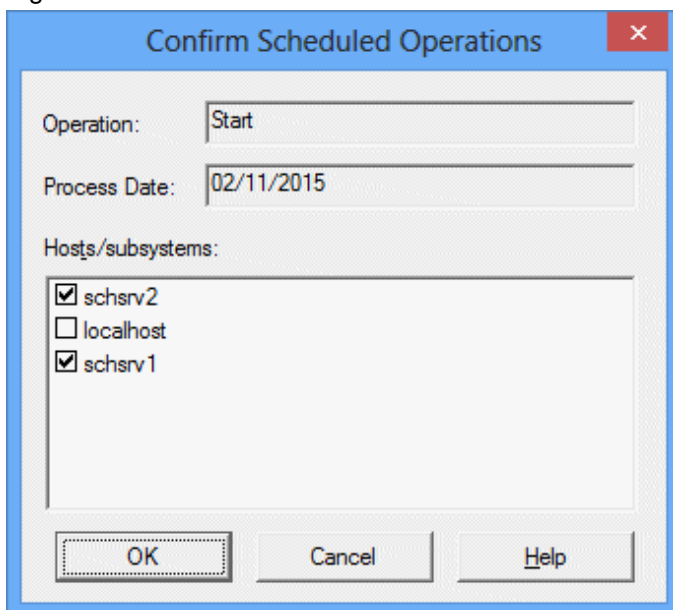 Confirm Scheduled Operations
Operation: Start
Process Date: 02/11/2015
Hosts/subsystems:
schsrv2
localhost
schsrv1
OK Cancel Help